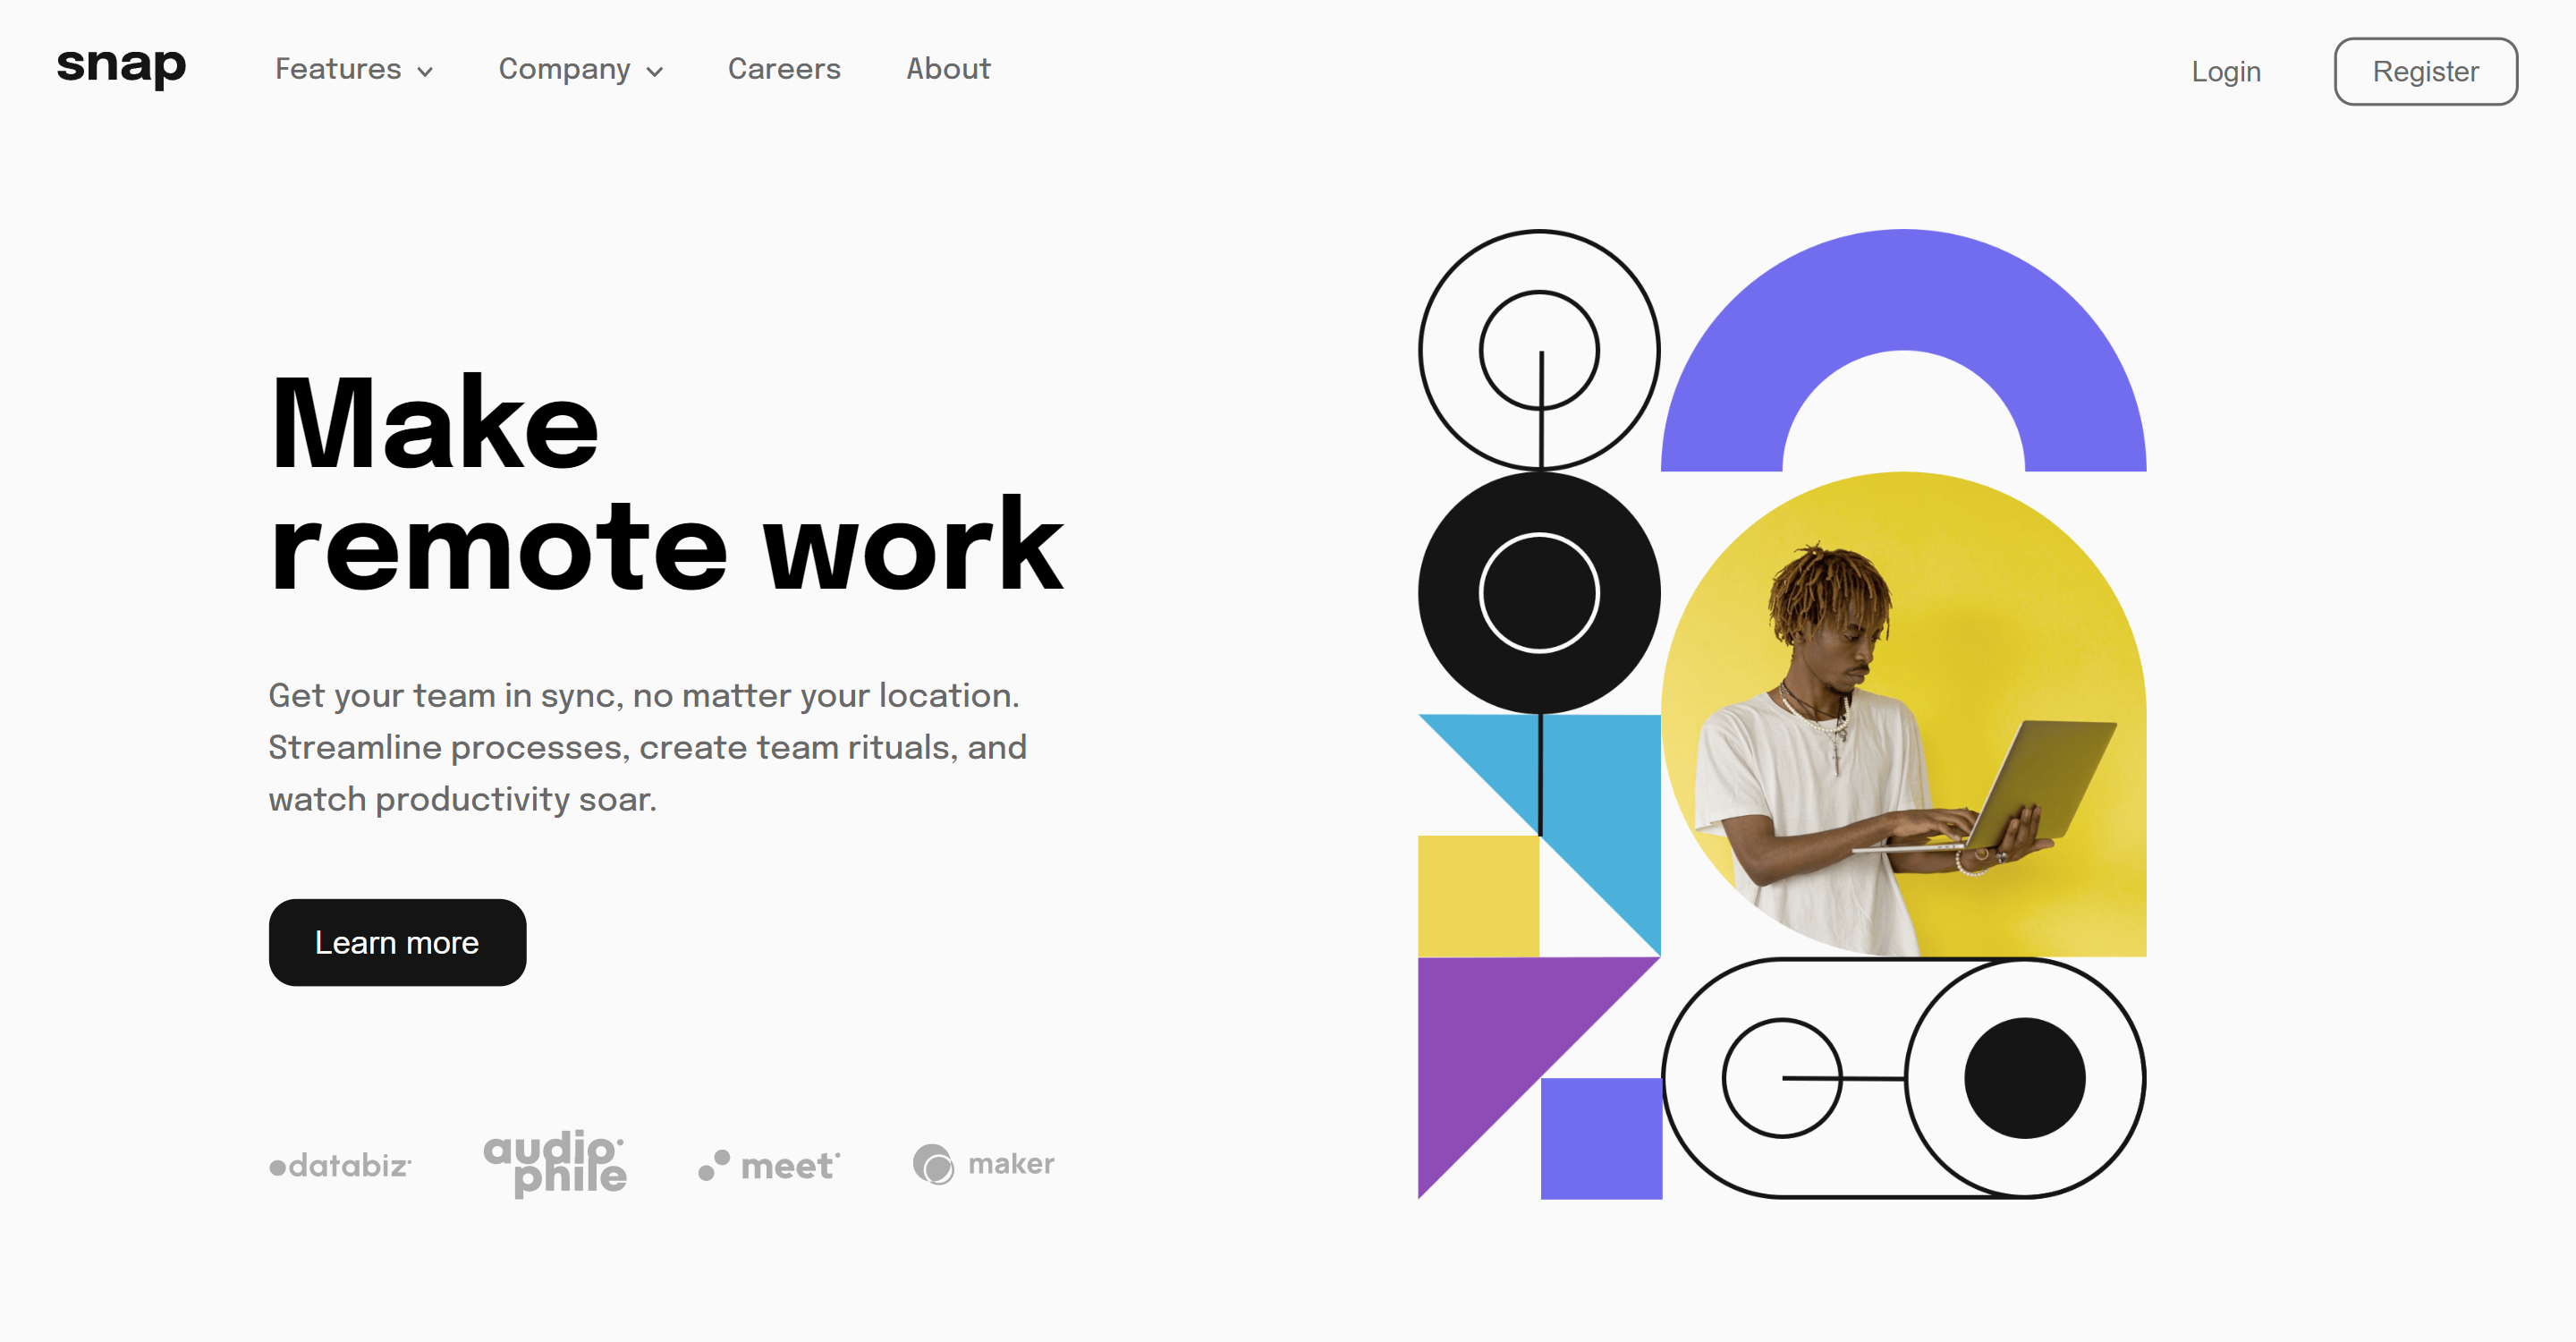 snap
Features
Company
Careers
About
Login
Register
Make
remote work
Get your team in sync, no matter your location.
Streamline processes, create team rituals, and
watch productivity soar.
Learn more
databiz
audio
phile
meet
maker